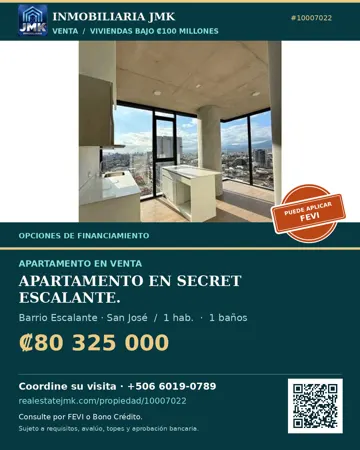 JMK
INMOBILIARIA JMK
#10007022
VENTA / VIVIENDAS BAJO ₡100 MILLONES
PUEDE APLICAR
FEVI
OPCIONES DE FINANCIAMIENTO
APARTAMENTO EN VENTA
APARTAMENTO EN SECRET
ESCALANTE.
Barrio Escalante · San José / 1 hab. · 1 baños
₡80 325 000
Coordine su visita · +506 6019-0789
realestatejmk.com/propiedad/10007022
Consulte por FEVI o Bono Crédito.
Sujeto a requisitos, avalúo, topes y aprobación bancaria.